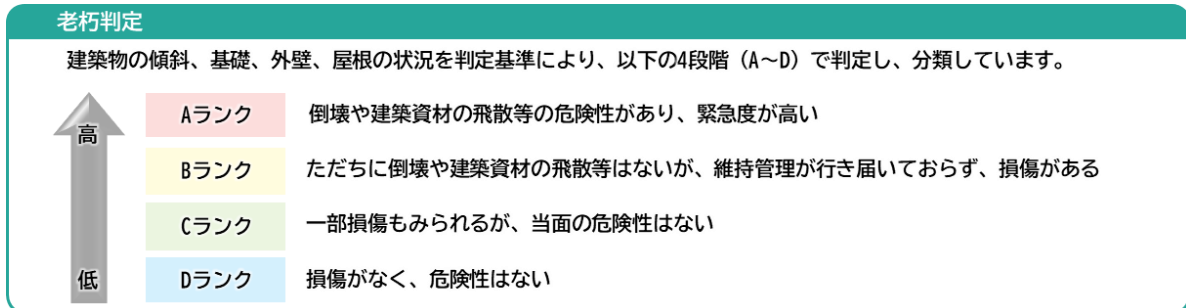 老朽判定
建築物の傾斜、基礎、外壁、屋根の状況を判定基準により、以下の4段階（A～D）で判定し、分類しています。
高
Aランク 倒壊や建築資材の飛散等の危険性があり、緊急度が高い
Bランク ただちに倒壊や建築資材の飛散等はないが、維持管理が行き届いておらず、損傷がある
Cランク 一部損傷もみられるが、当面の危険性はない
低
Dランク 損傷がなく、危険性はない